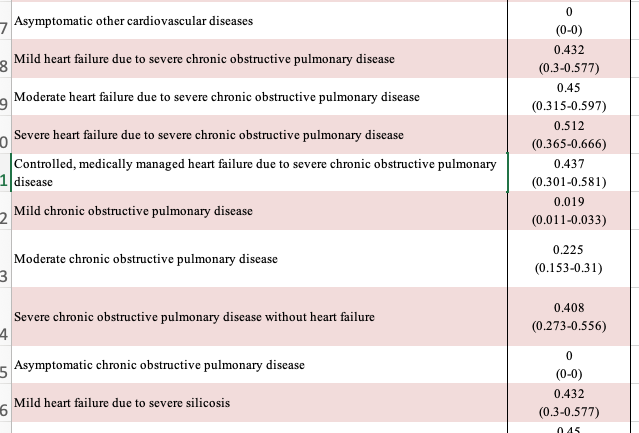 7
Asymptomatic other cardiovascular diseases
0
(0-0)
8
Mild heart failure due to severe chronic obstructive pulmonary disease
0.432
(0.3-0.577)
9
Moderate heart failure due to severe chronic obstructive pulmonary disease
0.45
(0.315-0.597)
0
Severe heart failure due to severe chronic obstructive pulmonary disease
0.512
(0.365-0.666)
1
Controlled, medically managed heart failure due to severe chronic obstructive pulmonary
disease
0.437
(0.301-0.581)
2
Mild chronic obstructive pulmonary disease
0.019
(0.011-0.033)
3
Moderate chronic obstructive pulmonary disease
0.225
(0.153-0.31)
4
Severe chronic obstructive pulmonary disease without heart failure
0.408
(0.273-0.556)
5
Asymptomatic chronic obstructive pulmonary disease
0
(0-0)
6
Mild heart failure due to severe silicosis
0.432
(0.3-0.577)
0.45